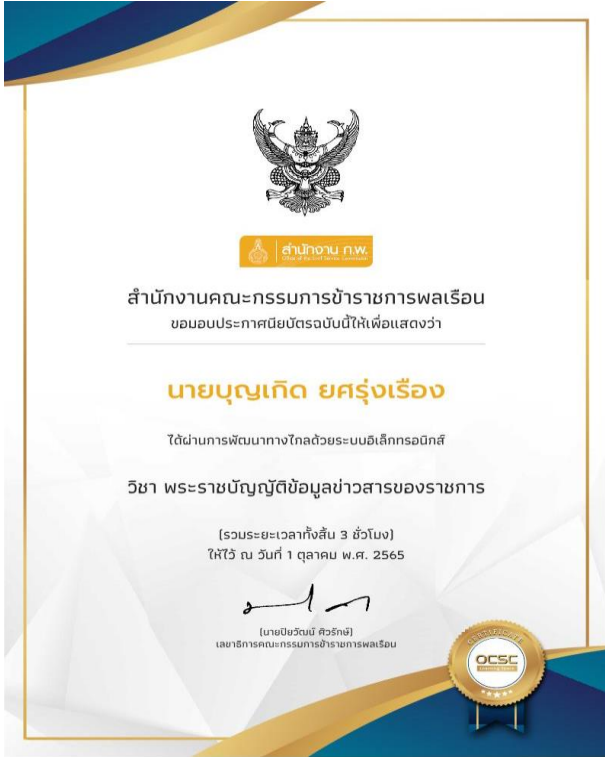 สำนักงาน ก.พ.
Office of the Civil Service Commission
สำนักงานคณะกรรมการข้าราชการพลเรือน
ขอมอบประกาศนียบัตรฉบับนี้ให้เพื่อแสดงว่า
นายบุญเกิด ยศรุ่งเรือง
ได้ผ่านการพัฒนาทางไกลด้วยระบบอิเล็กทรอนิกส์
วิชา พระราชบัญญัติข้อมูลข่าวสารของราชการ
(รวมระยะเวลาทั้งสิ้น 3 ชั่วโมง)
ให้ไว้ ณ วันที่ 1 ตุลาคม พ.ศ. 2565
(นายปิยวัฒน์ ศิวรักษ์)
เลขาธิการคณะกรรมการข้าราชการพลเรือน
CERTIFICATE
OCSC